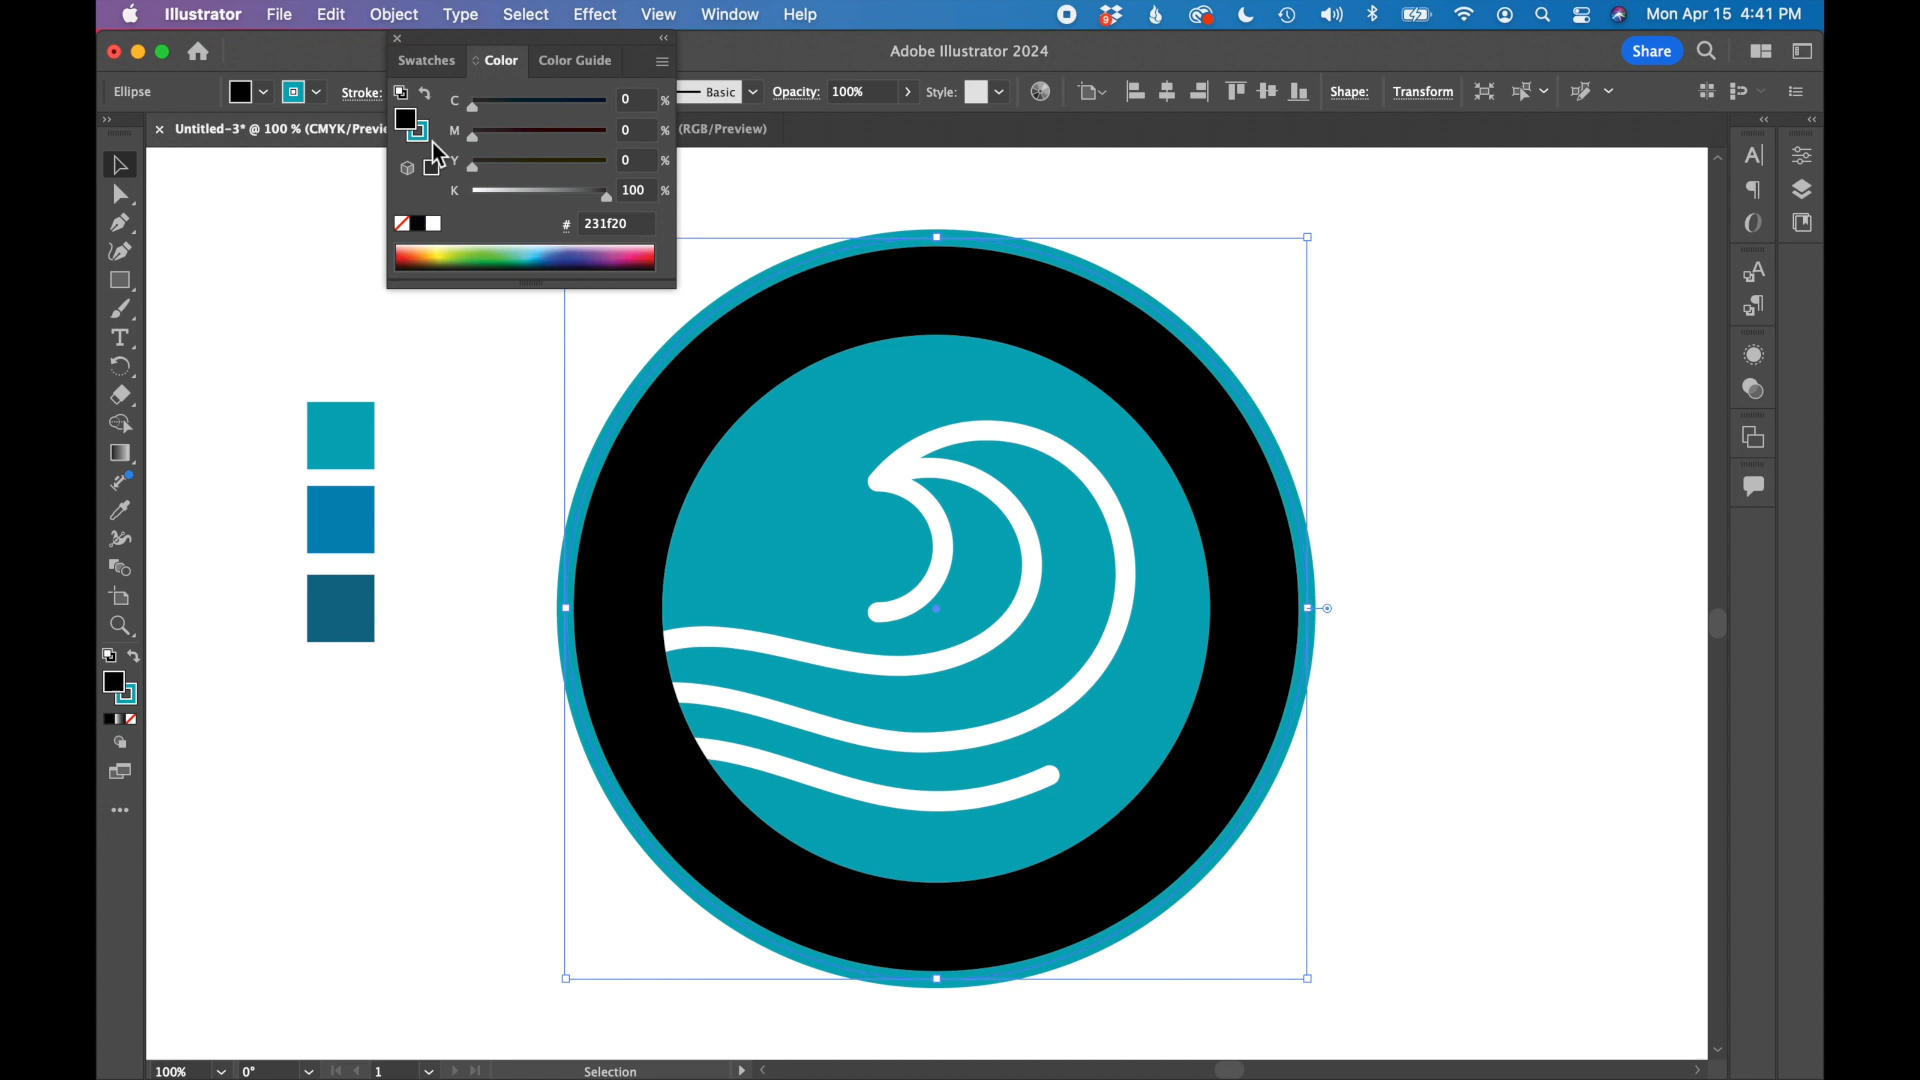 Illustrator File Edit Object Type Select Effect View Window Help 9 Mon Apr 15 4:41 PM
Adobe Illustrator 2024 Share
Swatches Color Color Guide
Ellipse Stroke: Basic Opacity: 100% Style: Shape: Transform
C 0 %
Untitled-3* @ 100 % (CMYK/Previe (RGB/Preview)
M 0 %
Y 0 %
K 100 %
# 231f20
100% 0° 1 Selection